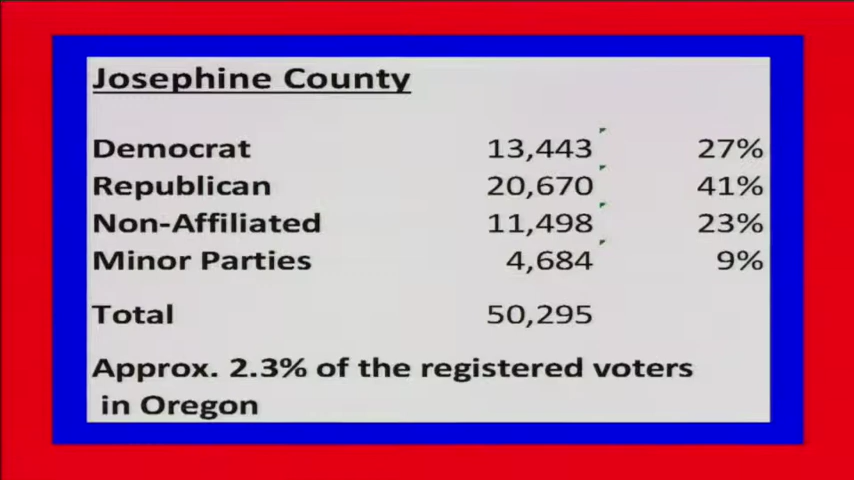 Josephine County
Democrat 13,443 27%
Republican 20,670 41%
Non-Affiliated 11,498 23%
Minor Parties 4,684 9%
Total 50,295
Approx. 2.3% of the registered voters
in Oregon